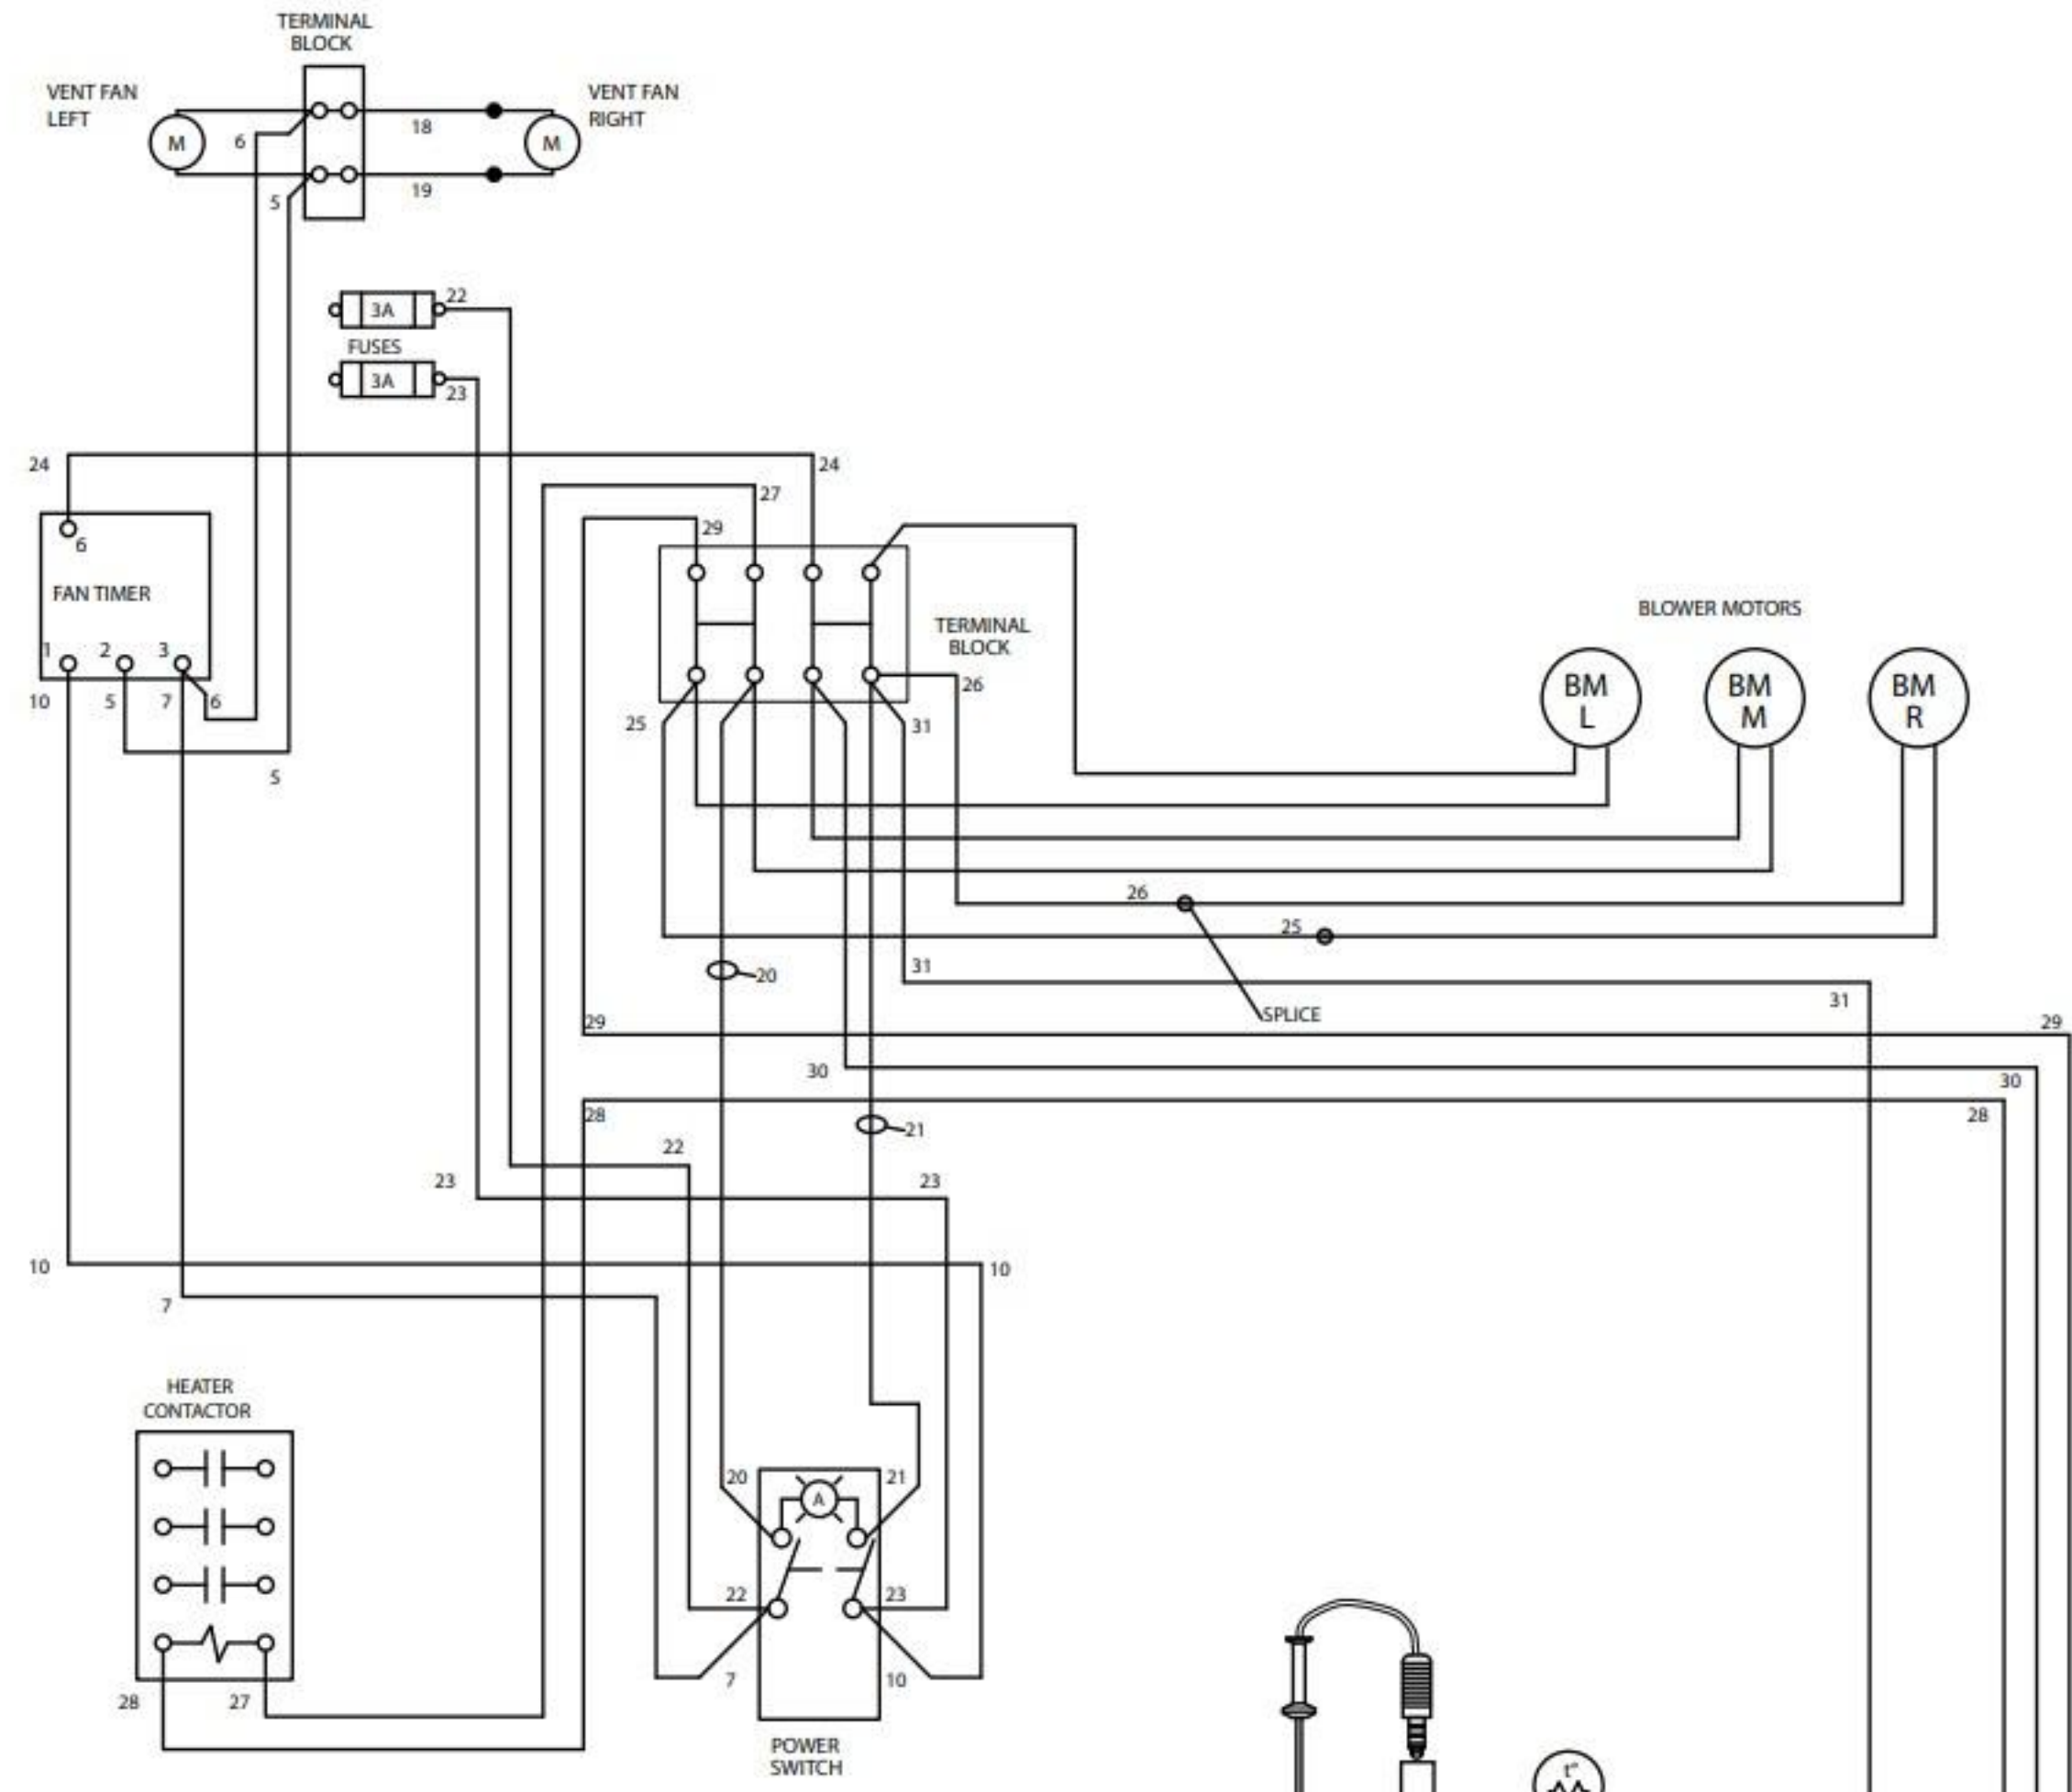 TERMINAL
BLOCK
VENT FAN
LEFT
VENT FAN
RIGHT
M
M
6
18
5
19
22
3A
FUSES
3A
23
24
24
27
29
6
FAN TIMER
1
2
3
10
5
7
6
5
TERMINAL
BLOCK
26
25
31
BLOWER MOTORS
BM
L
BM
M
BM
R
26
25
20
31
31
SPLICE
29
29
30
30
28
28
21
22
23
23
10
10
7
HEATER
CONTACTOR
20
21
A
22
23
7
10
28
27
POWER
SWITCH
t°